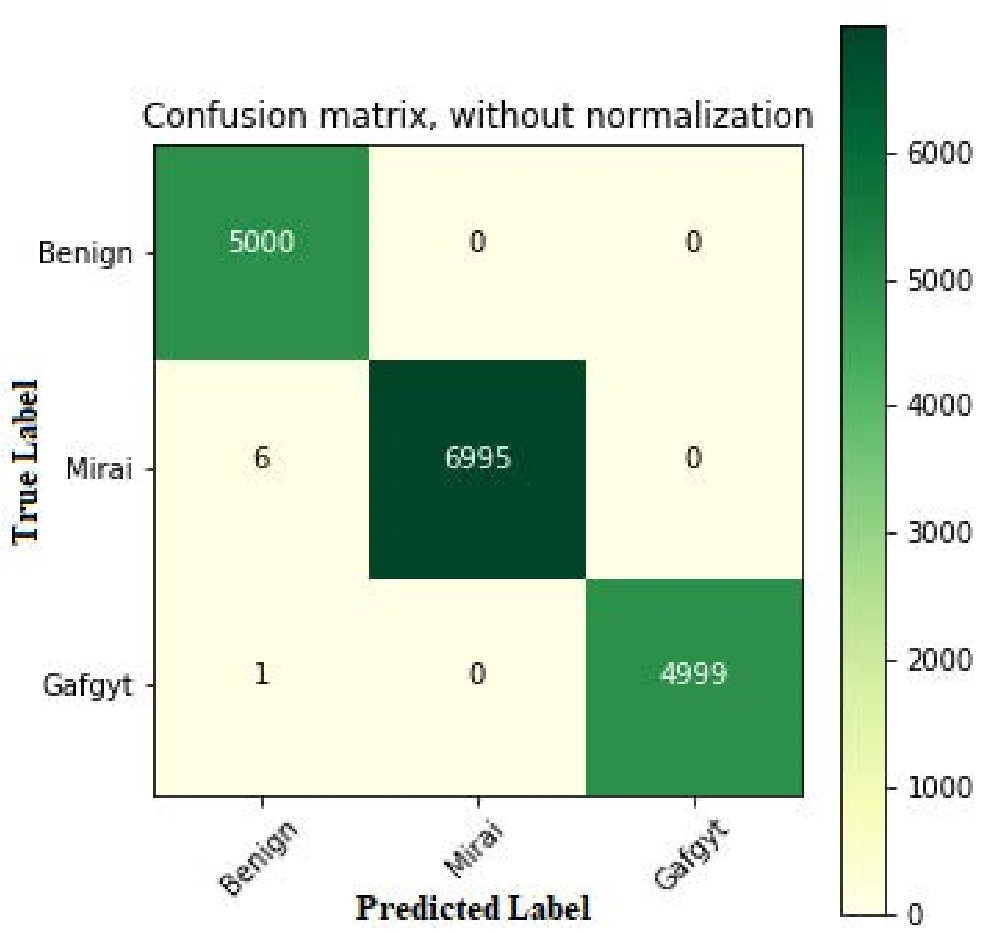 Confusion matrix, without normalization
True Label
Benign
5000
0
0
Mirai
6
6995
0
Gafgyt
1
0
4999
Benign
Mirai
Gafgyt
Predicted Label
6000
5000
4000
3000
2000
1000
0